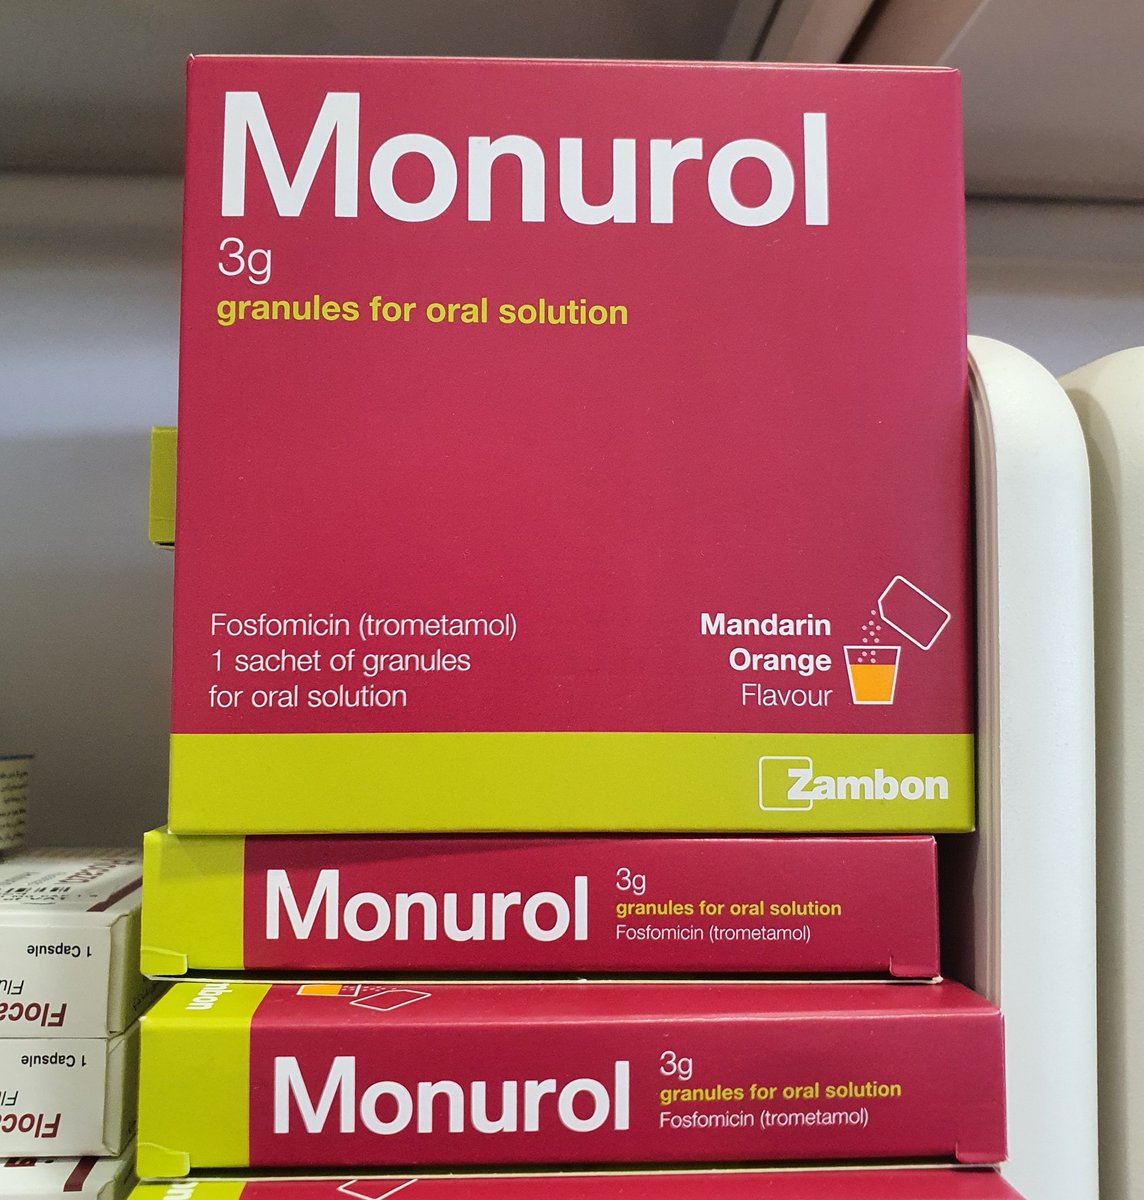 Monurol
3g
granules for oral solution
Fosfomicin (trometamol)
1 sachet of granules
for oral solution
Mandarin
Orange
Flavour
Zambon
Monurol
3g
granules for oral solution
Fosfomicin (trometamol)
Monurol
3g
granules for oral solution
Fosfomicin (trometamol)
1 Capsule
1 Capsule